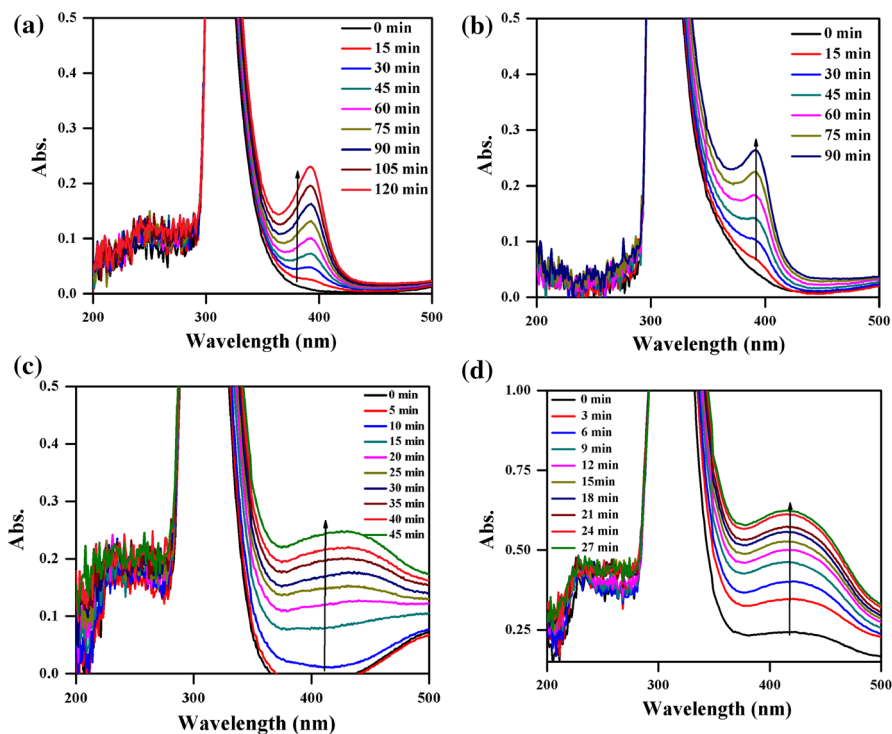 (a)
0.5
0.4
0.3
0.2
0.1
0.0
Abs.
200
300
400
500
Wavelength (nm)
0 min
15 min
30 min
45 min
60 min
75 min
90 min
105 min
120 min
(b)
0.5
0.4
0.3
0.2
0.1
0.0
Abs.
200
300
400
500
Wavelength (nm)
0 min
15 min
30 min
45 min
60 min
75 min
90 min
(c)
0.5
0.4
0.3
0.2
0.1
0.0
Abs.
200
300
400
500
Wavelength (nm)
0 min
5 min
10 min
15 min
20 min
25 min
30 min
35 min
40 min
45 min
(d)
1.00
0.75
0.50
0.25
Abs.
200
300
400
500
Wavelength (nm)
0 min
3 min
6 min
9 min
12 min
15min
18 min
21 min
24 min
27 min